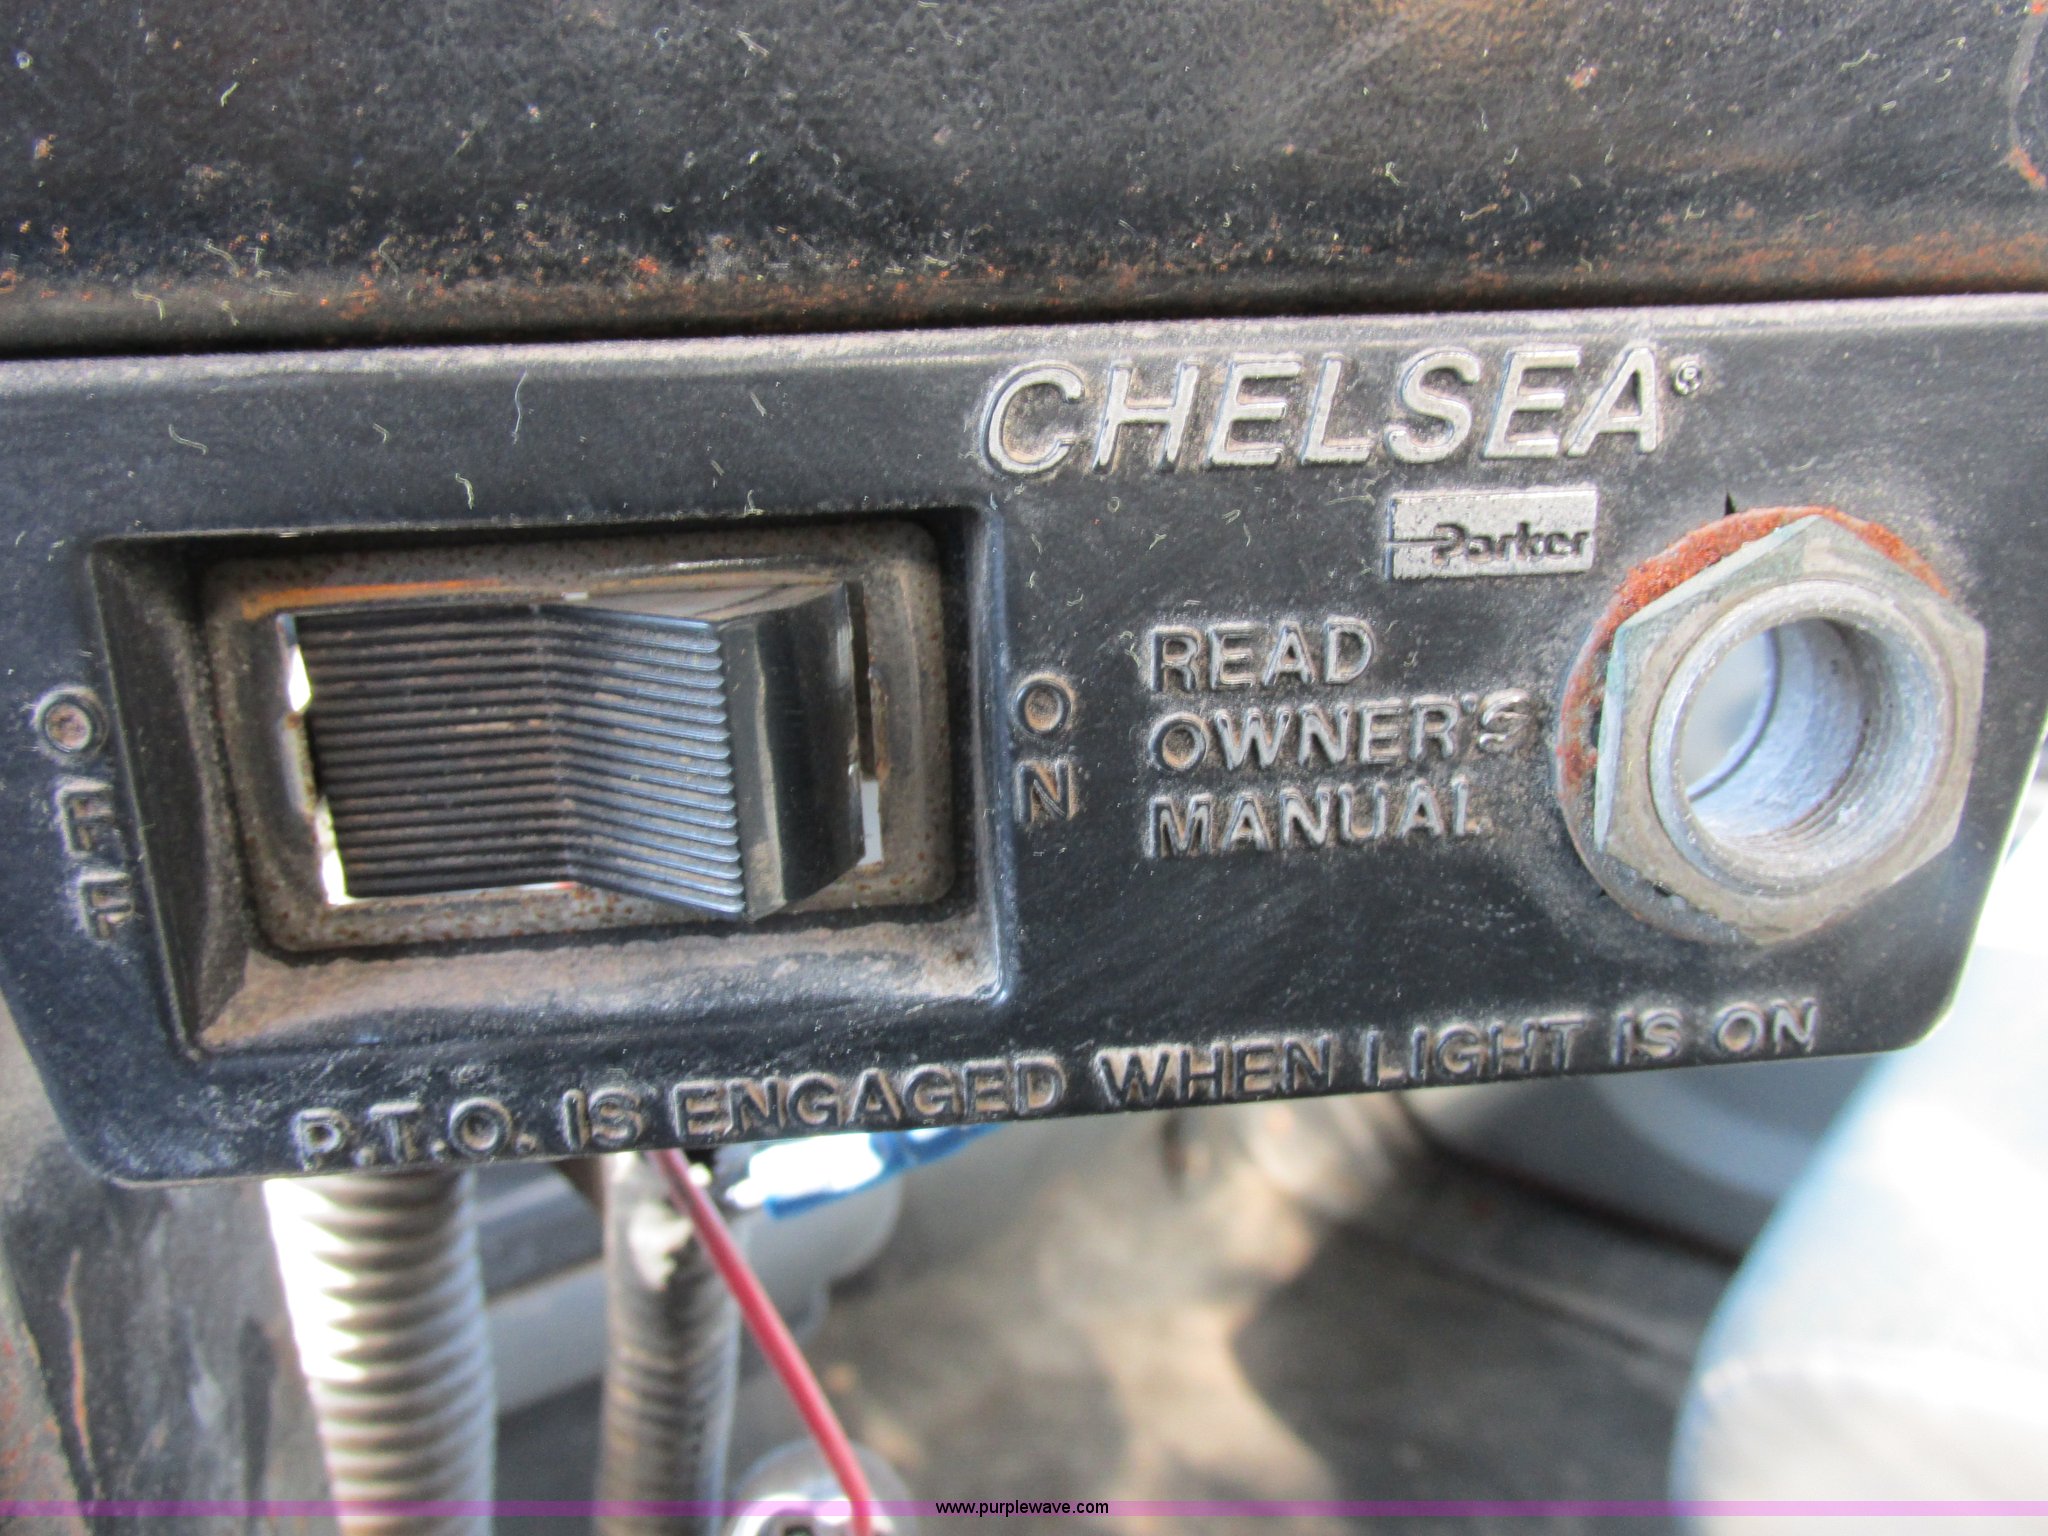 CHELSEA®
Parker
OFF
ON
READ
OWNER'S
MANUAL
P.T.O. IS ENGAGED WHEN LIGHT IS ON
www.purplewave.com